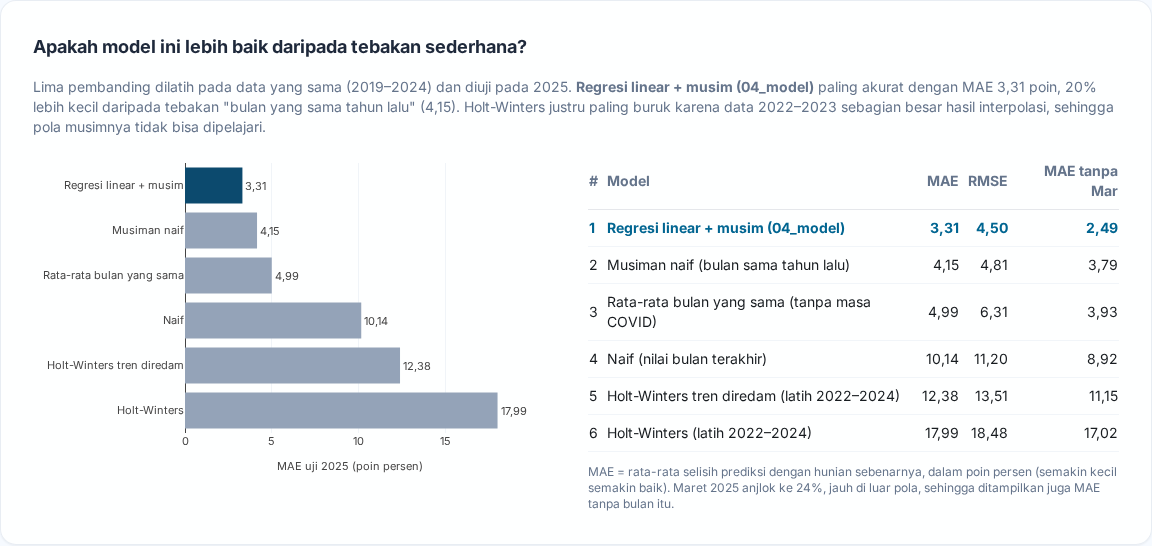 Apakah model ini lebih baik daripada tebakan sederhana?
Lima pembanding dilatih pada data yang sama (2019–2024) dan diuji pada 2025. Regresi linear + musim (04_model) paling akurat dengan MAE 3,31 poin, 20%
lebih kecil daripada tebakan "bulan yang sama tahun lalu" (4,15). Holt-Winters justru paling buruk karena data 2022–2023 sebagian besar hasil interpolasi, sehingga
pola musimnya tidak bisa dipelajari.
Regresi linear + musim 3,31
Musiman naif 4,15
Rata-rata bulan yang sama 4,99
Naif 10,14
Holt-Winters tren diredam 12,38
Holt-Winters 17,99
0 5 10 15
MAE uji 2025 (poin persen)
# Model MAE RMSE MAE tanpa
Mar
1 Regresi linear + musim (04_model) 3,31 4,50 2,49
2 Musiman naif (bulan sama tahun lalu) 4,15 4,81 3,79
3 Rata-rata bulan yang sama (tanpa masa
COVID) 4,99 6,31 3,93
4 Naif (nilai bulan terakhir) 10,14 11,20 8,92
5 Holt-Winters tren diredam (latih 2022–2024) 12,38 13,51 11,15
6 Holt-Winters (latih 2022–2024) 17,99 18,48 17,02
MAE = rata-rata selisih prediksi dengan hunian sebenarnya, dalam poin persen (semakin kecil
semakin baik). Maret 2025 anjlok ke 24%, jauh di luar pola, sehingga ditampilkan juga MAE
tanpa bulan itu.